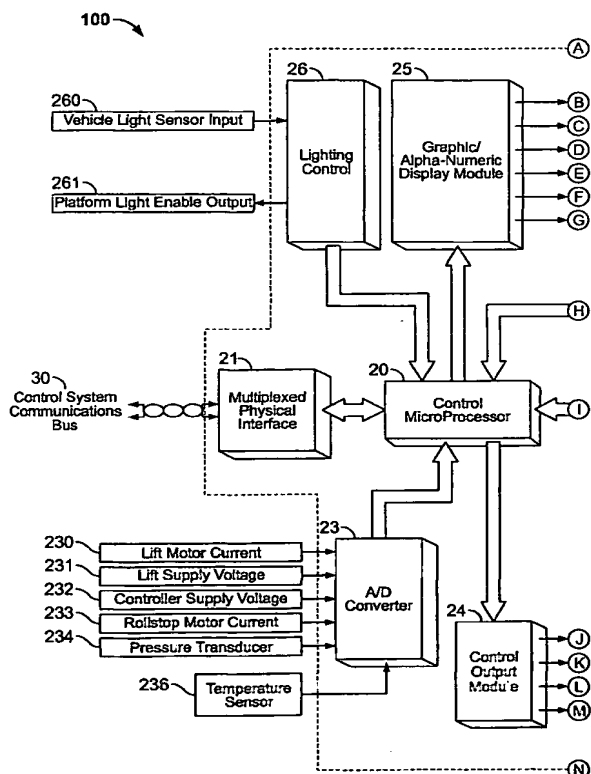 100
A
26
25
260
Vehicle Light Sensor Input
Lighting
Control
Graphic/
Alpha-Numeric
Display Module
B
C
D
E
F
G
261
Platform Light Enable Output
H
30
Control System
Communications
Bus
21
Multiplexed
Physical
Interface
20
Control
MicroProcessor
I
230
Lift Motor Current
231
Lift Supply Voltage
232
Controller Supply Voltage
233
Rollstop Motor Current
234
Pressure Transducer
236
Temperature
Sensor
23
A/D
Converter
24
Control
Output
Module
J
K
L
M
N